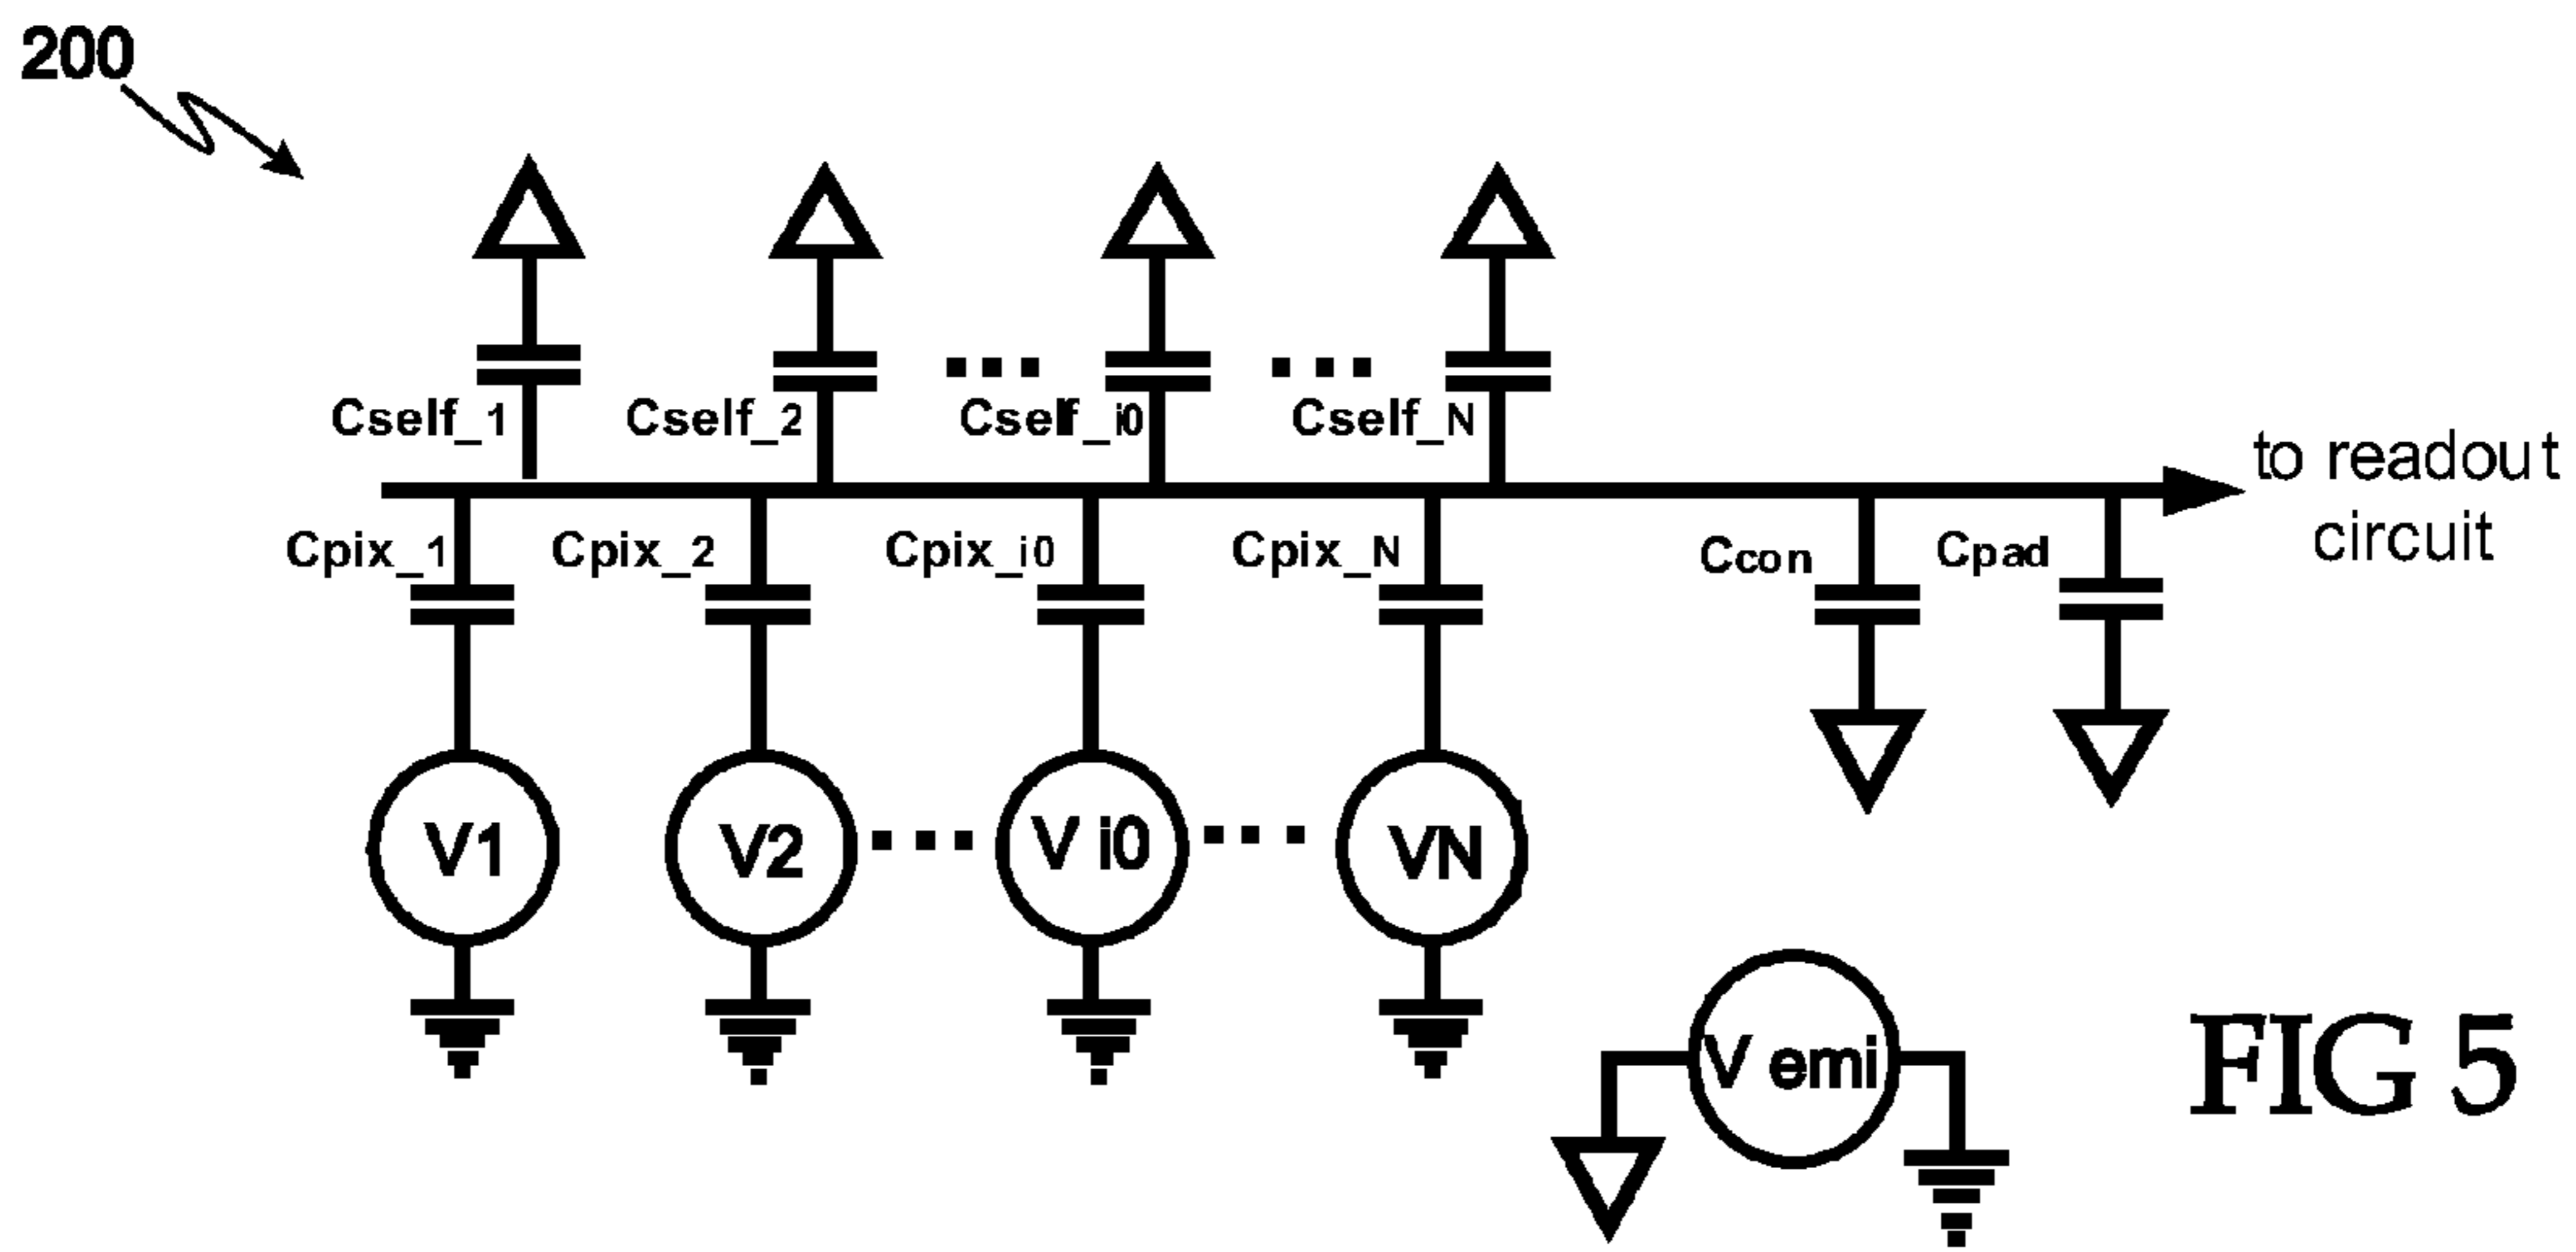 200
Cself_1
Cself_2
Cself_i0
Cself_N
to readout
circuit
Cpix_1
Cpix_2
Cpix_i0
Cpix_N
Ccon
Cpad
V1
V2
V i0
VN
V emi
FIG 5